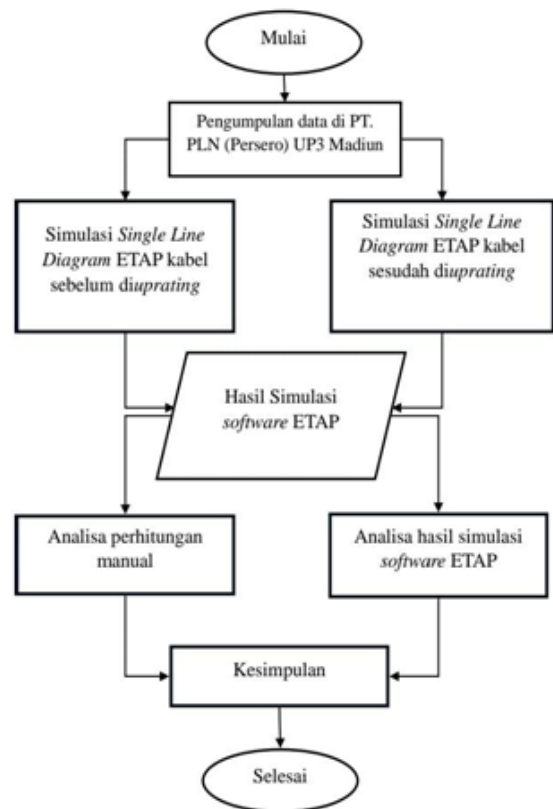 Mulai
Pengumpulan data di PT.
PLN (Persero) UP3 Madiun
Simulasi Single Line
Diagram ETAP kabel
sebelum diuprating
Simulasi Single Line
Diagram ETAP kabel
sesudah diuprating
Hasil Simulasi
software ETAP
Analisa perhitungan
manual
Analisa hasil simulasi
software ETAP
Kesimpulan
Selesai